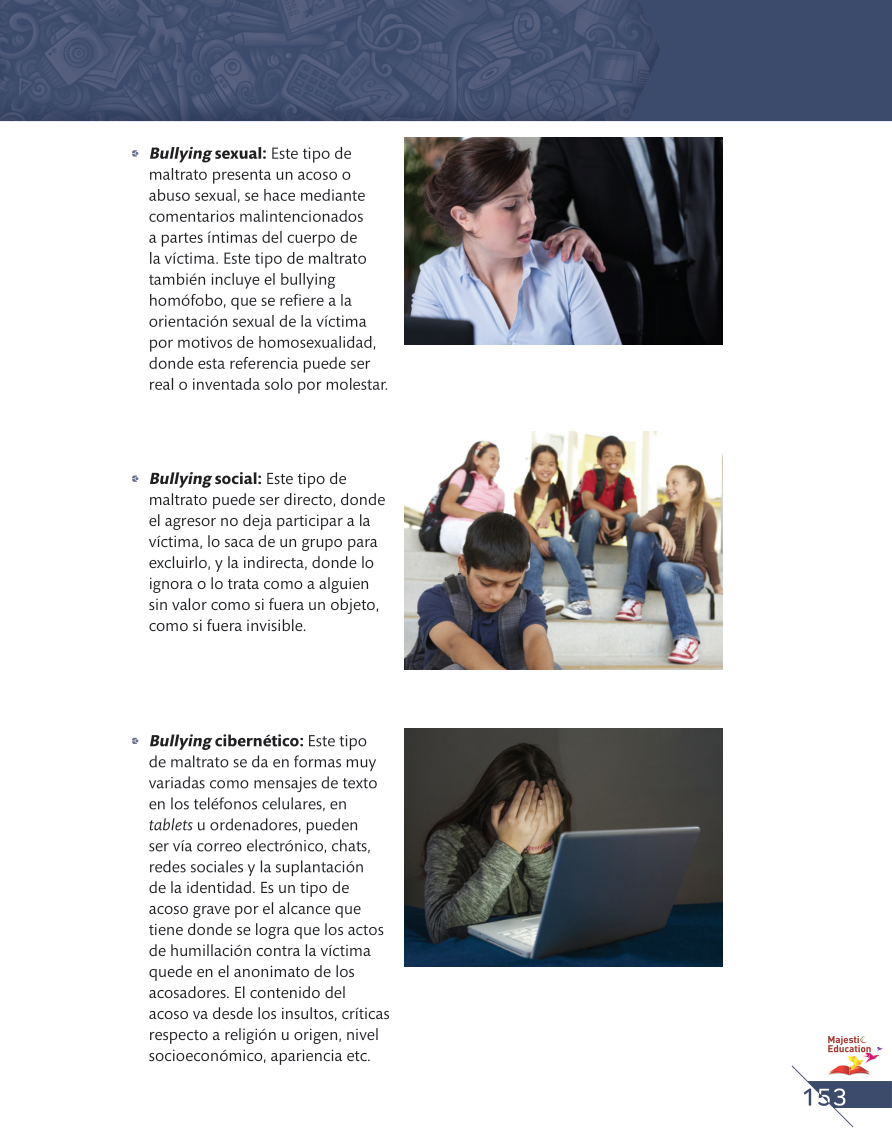 Bullying sexual: Este tipo de
maltrato presenta un acoso o
abuso sexual, se hace mediante
comentarios malintencionados
a partes íntimas del cuerpo de
la víctima. Este tipo de maltrato
también incluye el bullying
homófobo, que se refiere a la
orientación sexual de la víctima
por motivos de homosexualidad,
donde esta referencia puede ser
real o inventada solo por molestar.
Bullying social: Este tipo de
maltrato puede ser directo, donde
el agresor no deja participar a la
víctima, lo saca de un grupo para
excluirlo, y la indirecta, donde lo
ignora o lo trata como a alguien
sin valor como si fuera un objeto,
como si fuera invisible.
Bullying cibernético: Este tipo
de maltrato se da en formas muy
variadas como mensajes de texto
en los teléfonos celulares, en
tablets u ordenadores, pueden
ser vía correo electrónico, chats,
redes sociales y la suplantación
de la identidad. Es un tipo de
acoso grave por el alcance que
tiene donde se logra que los actos
de humillación contra la víctima
quede en el anonimato de los
acosadores. El contenido del
acoso va desde los insultos, críticas
respecto a religión u origen, nivel
socioeconómico, apariencia etc.
Majestic
Education
153